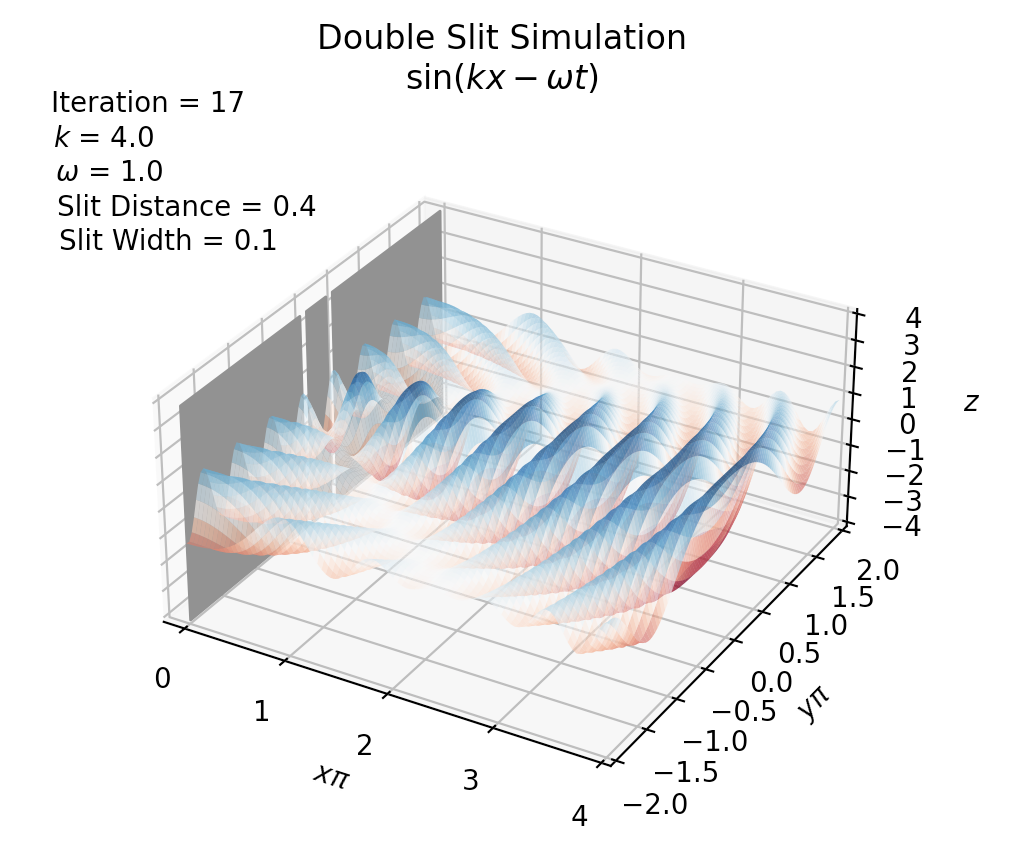 Double Slit Simulation
sin(kx − ωt)
Iteration = 17
k = 4.0
ω = 1.0
Slit Distance = 0.4
Slit Width = 0.1
4
3
2
1
0
−1
−2
−3
−4
z
2.0
1.5
1.0
0.5
0.0
−0.5
−1.0
−1.5
−2.0
yπ
0
1
2
3
4
xπ